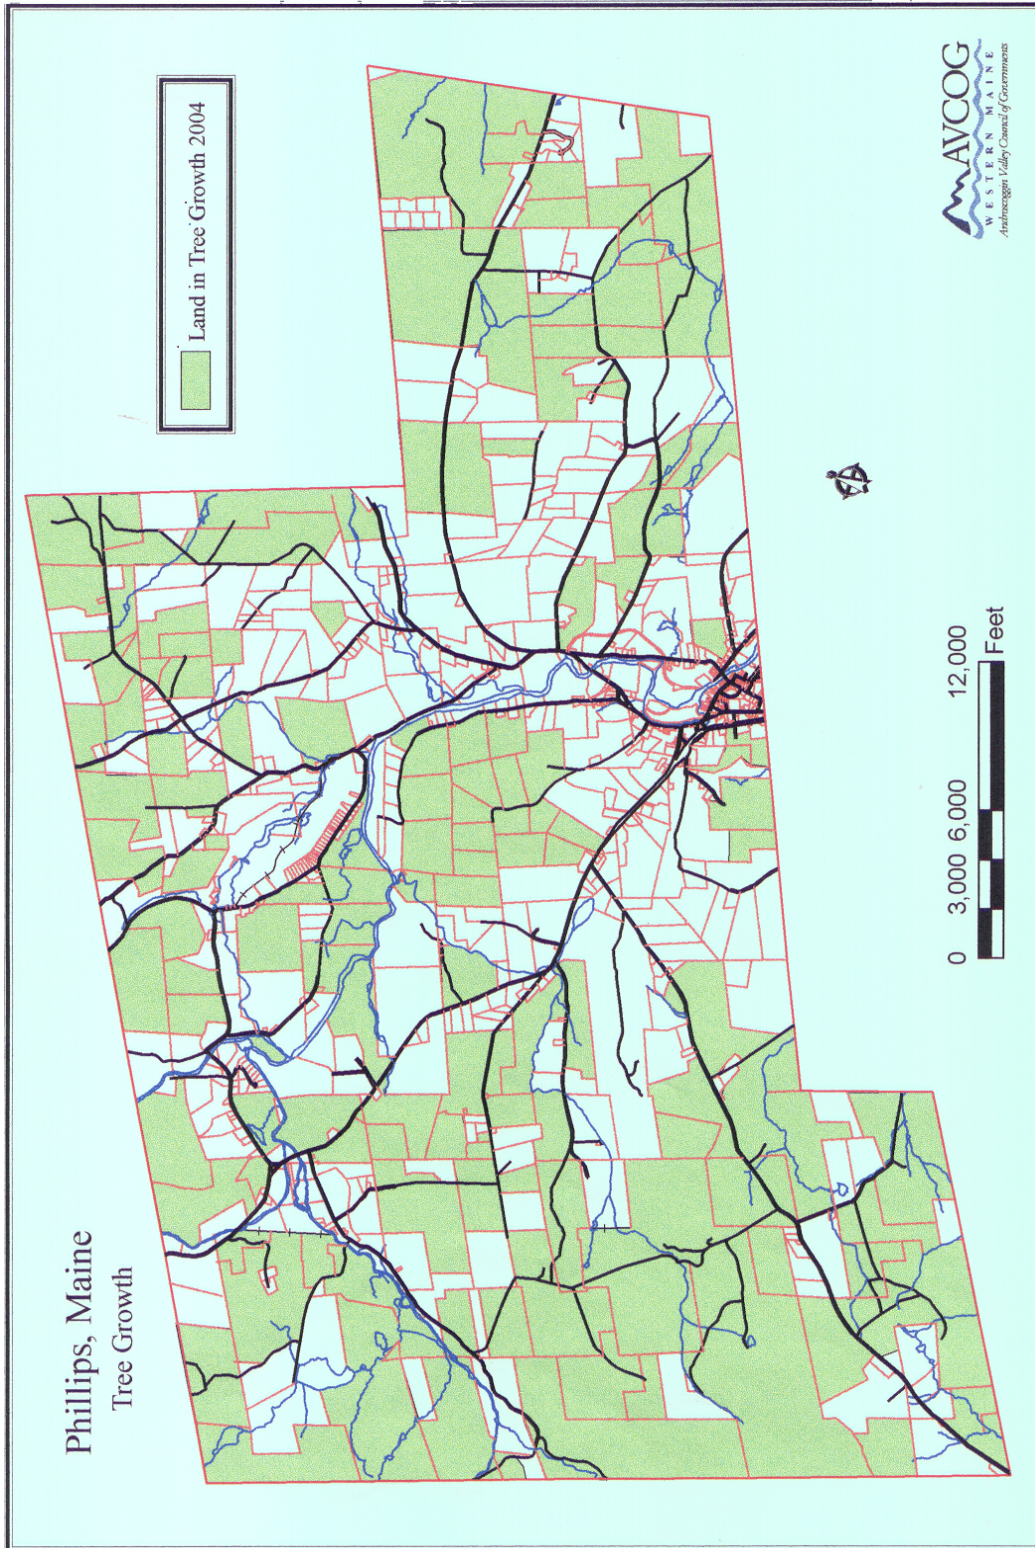 Phillips, Maine
Tree Growth
Land in Tree Growth 2004
AVCOG
WESTERN MAINE
Androscoggin Valley Council of Governments
0 3,000 6,000 12,000
Feet